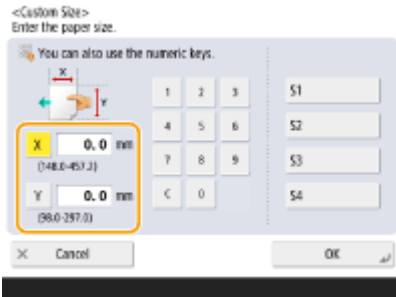 <Custom Size>
Enter the paper size.
You can also use the numeric keys.
X
Y
1 2 3 S1
4 5 6 S2
X 0.0 mm
(148.0-457.2)
7 8 9 S3
Y 0.0 mm
C 0 S4
(98.0-297.0)
× Cancel OK